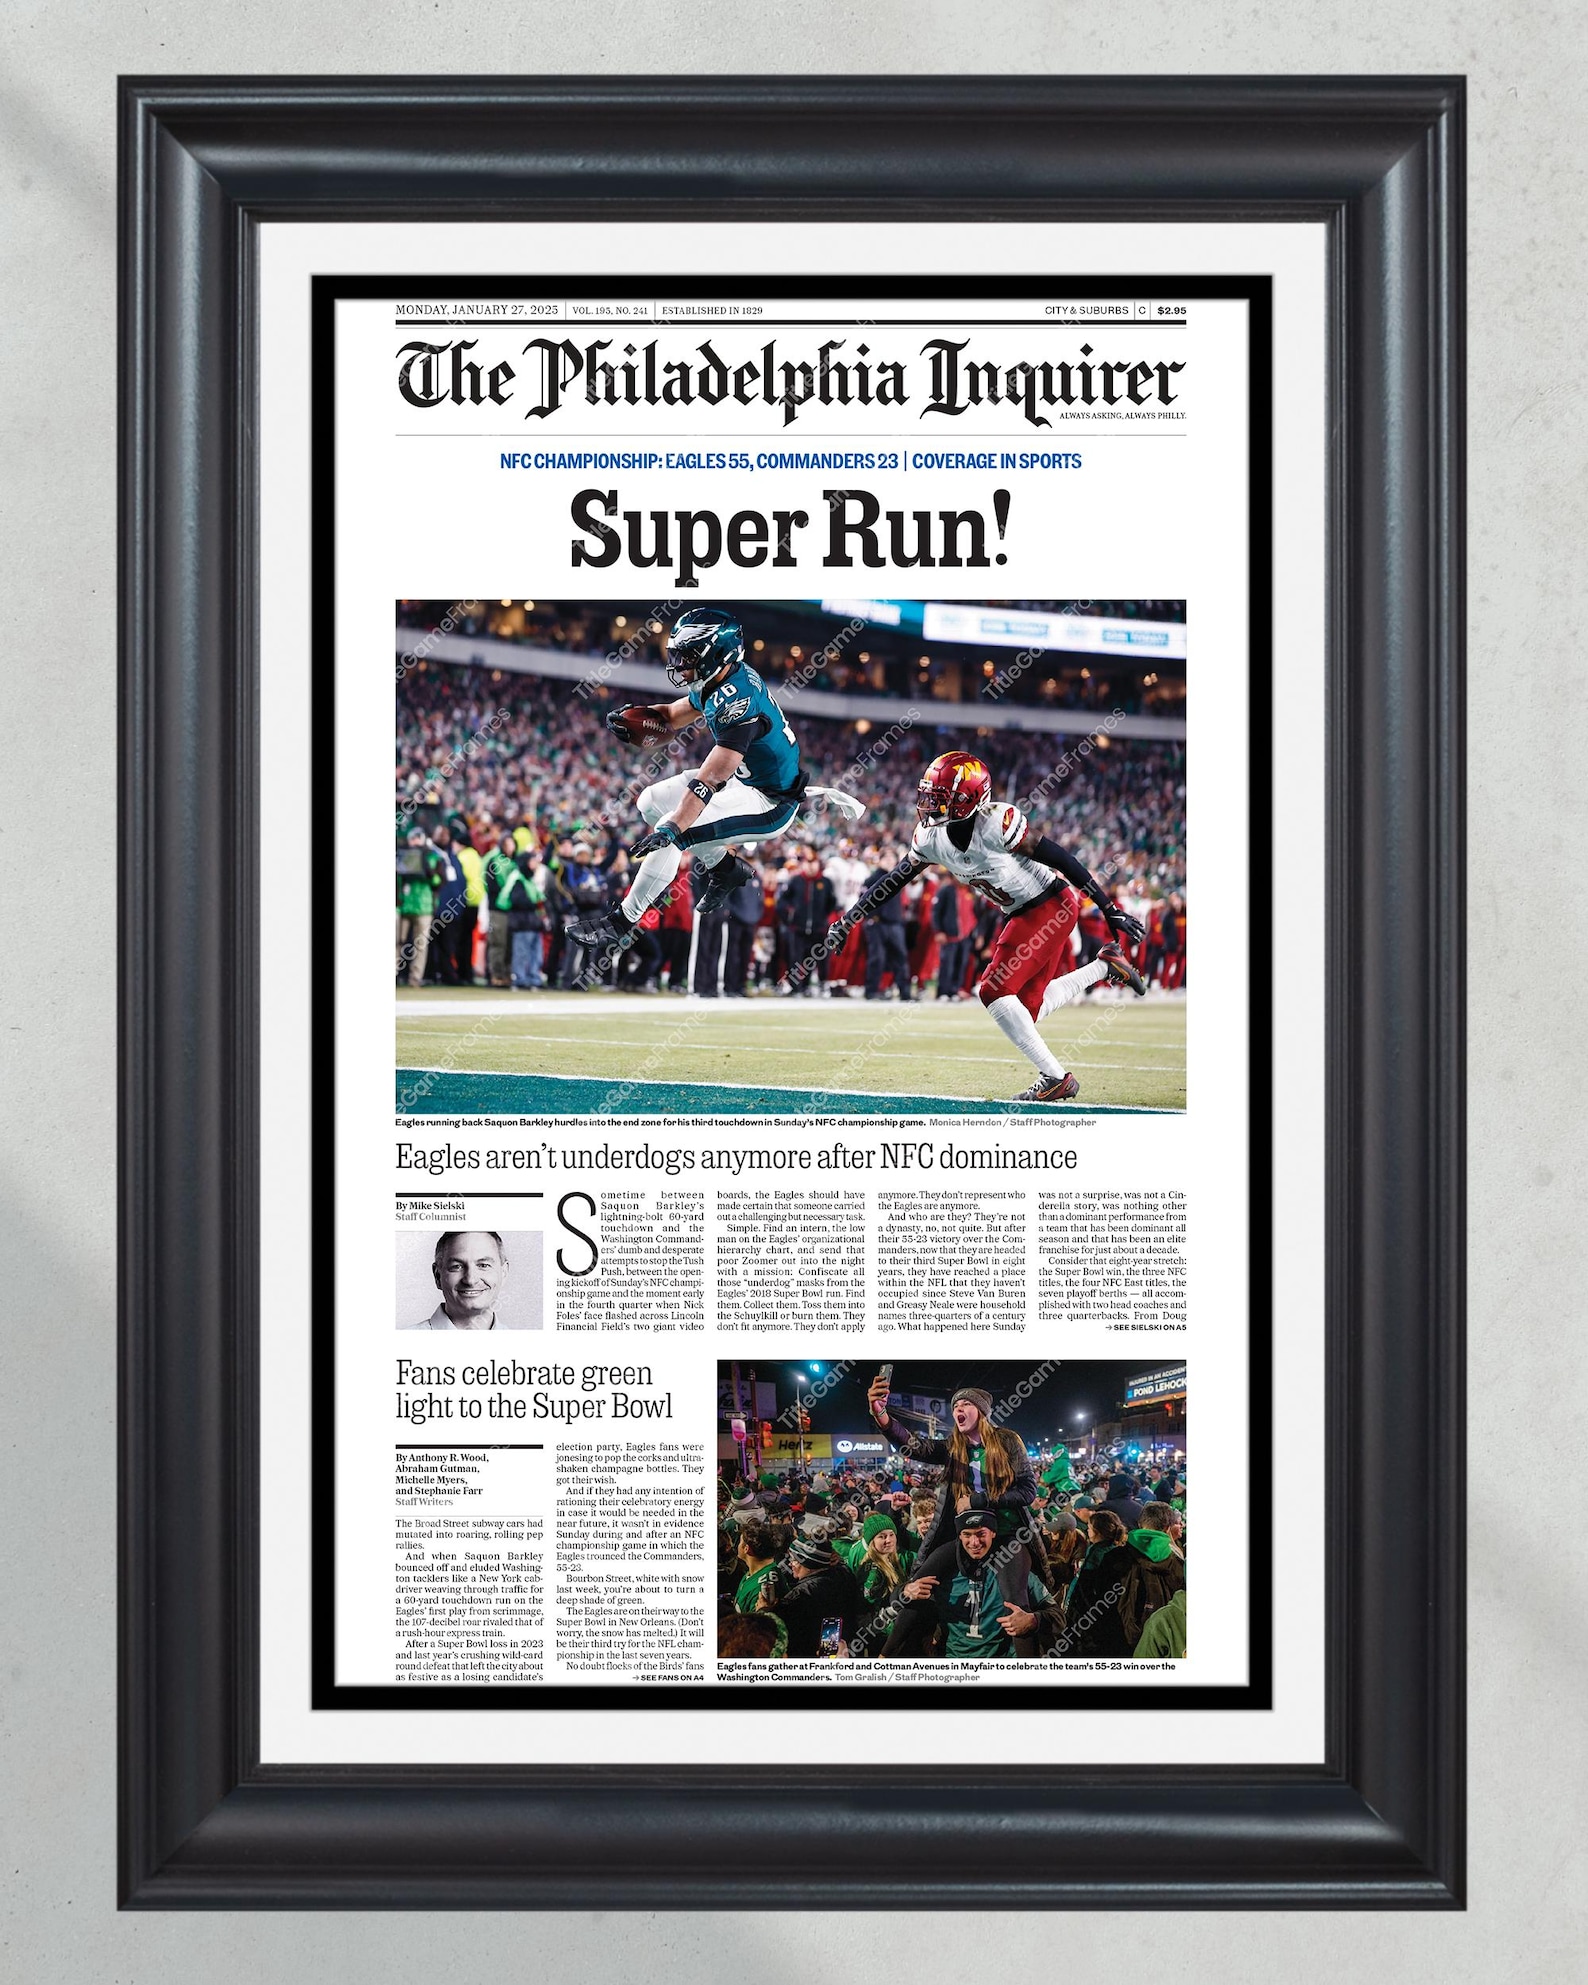 MONDAY, JANUARY 27, 2025 VOL. 195, NO. 241 ESTABLISHED IN 1829 CITY & SUBURBS C $2.95
The Philadelphia Inquirer
ALWAYS ASKING, ALWAYS PHILLY.
NFC CHAMPIONSHIP: EAGLES 55, COMMANDERS 23 | COVERAGE IN SPORTS
Super Run!
26
26
Eagles running back Saquon Barkley hurdles into the end zone for his third touchdown in Sunday's NFC championship game. Monica Herndon / Staff Photographer
Eagles aren't underdogs anymore after NFC dominance
By Mike Sielski
Staff Columnist
Sometime between
Saquon Barkley's
lightning-bolt 60-yard
touchdown and the
Washington Command-
ers' dumb and desperate
attempts to stop the Tush
Push, between the open-
ing kickoff of Sunday's NFC champi-
onship game and the moment early
in the fourth quarter when Nick
Foles' face flashed across Lincoln
Financial Field's two giant video
boards, the Eagles should have
made certain that someone carried
out a challenging but necessary task.
Simple. Find an intern, the low
man on the Eagles' organizational
hierarchy chart, and send that
poor Zoomer out into the night
with a mission: Confiscate all
those "underdog" masks from the
Eagles' 2018 Super Bowl run. Find
them. Collect them. Toss them into
the Schuylkill or burn them. They
don't fit anymore. They don't apply
anymore. They don't represent who
the Eagles are anymore.
And who are they? They're not
a dynasty, no, not quite. But after
their 55-23 victory over the Com-
manders, now that they are headed
to their third Super Bowl in eight
years, they have reached a place
within the NFL that they haven't
occupied since Steve Van Buren
and Greasy Neale were household
names three-quarters of a century
ago. What happened here Sunday
was not a surprise, was not a Cin-
derella story, was nothing other
than a dominant performance from
a team that has been dominant all
season and that has been an elite
franchise for just about a decade.
Consider that eight-year stretch:
the Super Bowl win, the three NFC
titles, the four NFC East titles, the
seven playoff berths — all accom-
plished with two head coaches and
three quarterbacks. From Doug
→ SEE SIELSKI ON A5
Fans celebrate green
light to the Super Bowl
By Anthony R. Wood,
Abraham Gutman,
Michelle Myers,
and Stephanie Farr
Staff Writers
The Broad Street subway cars had
mutated into roaring, rolling pep
rallies.
And when Saquon Barkley
bounced off and eluded Washing-
ton tacklers like a New York cab-
driver weaving through traffic for
a 60-yard touchdown run on the
Eagles' first play from scrimmage,
the 107-decibel roar rivaled that of
a rush-hour express train.
After a Super Bowl loss in 2023
and last year's crushing wild-card
round defeat that left the city about
as festive as a losing candidate's
election party, Eagles fans were
jonesing to pop the corks and ultra-
shaken champagne bottles. They
got their wish.
And if they had any intention of
rationing their celebratory energy
in case it would be needed in the
near future, it wasn't in evidence
Sunday during and after an NFC
championship game in which the
Eagles trounced the Commanders,
55-23.
Bourbon Street, white with snow
last week, you're about to turn a
deep shade of green.
The Eagles are on their way to the
Super Bowl in New Orleans. (Don't
worry, the snow has melted.) It will
be their third try for the NFL cham-
pionship in the last seven years.
No doubt flocks of the Birds' fans
→ SEE FANS ON A4
INJURED IN AN ACCIDENT
POND LEHOCK
Hertz
Allstate
Eagles fans gather at Frankford and Cottman Avenues in Mayfair to celebrate the team's 55-23 win over the
Washington Commanders. Tom Gralish / Staff Photographer
TitleGameFrames